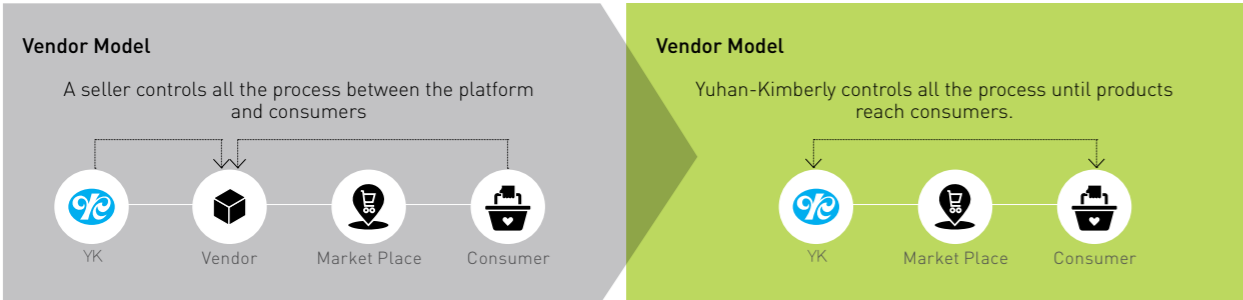 Vendor Model
A seller controls all the process between the platform
and consumers
YK
Vendor
Market Place
Consumer
Vendor Model
Yuhan-Kimberly controls all the process until products
reach consumers.
YK
Market Place
Consumer